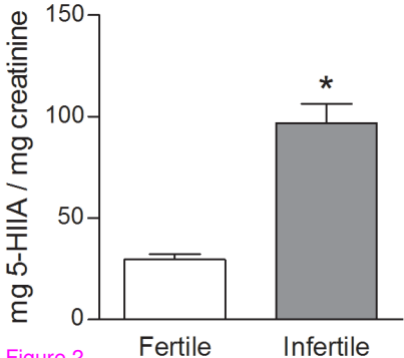 mg 5-HIIA / mg creatinine
150
100
50
0
*
Fertile
Infertile
Figure 2